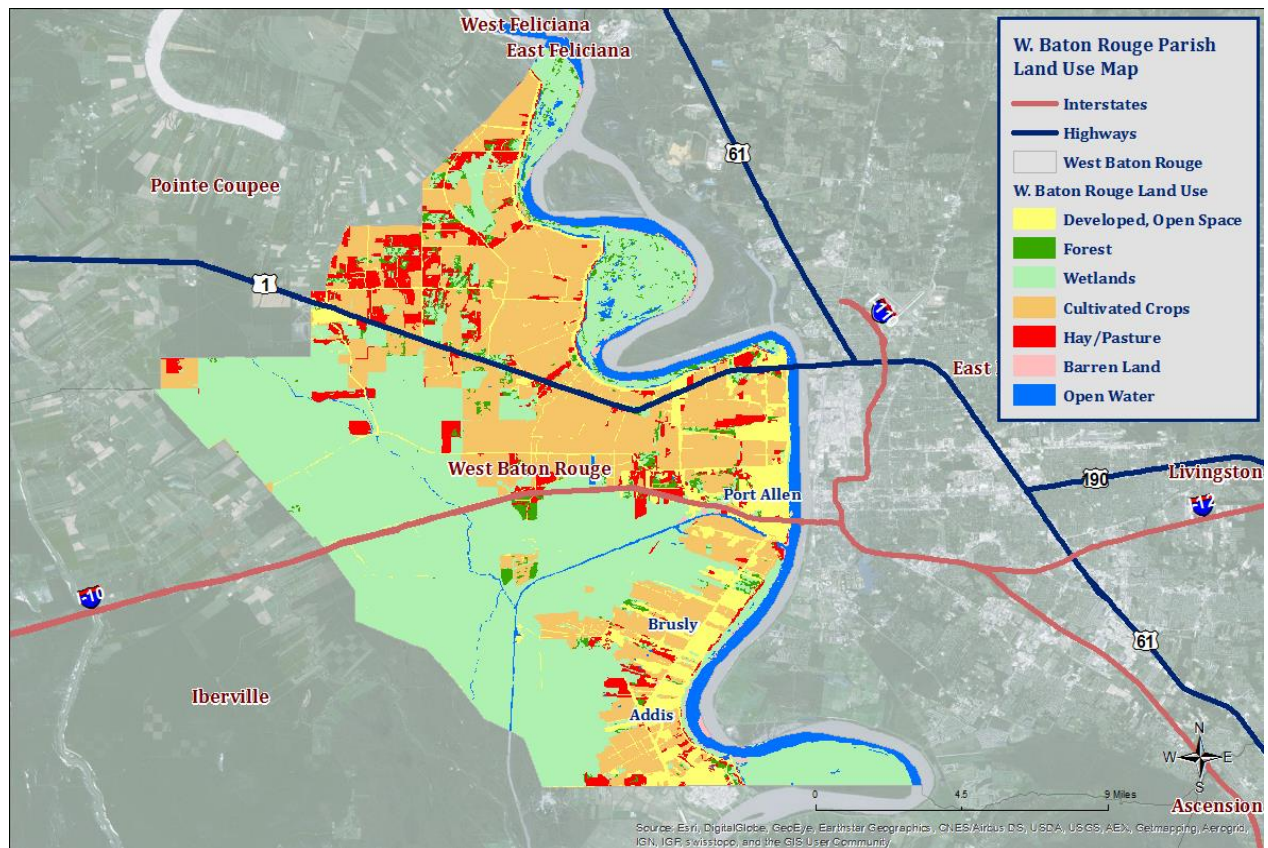 West Feliciana
East Feliciana
W. Baton Rouge Parish
Land Use Map
Interstates
Highways
West Baton Rouge
W. Baton Rouge Land Use
Developed, Open Space
Forest
Wetlands
Cultivated Crops
Hay/Pasture
Barren Land
Open Water
61
Pointe Coupee
1
East
West Baton Rouge
190
Livingston
Port Allen
I-10
Brusly
61
Iberville
Addis
N
W
E
S
0
4.5
9 Miles
Ascension
Source: Esri, DigitalGlobe, GeoEye, Earthstar Geographics, CNES/Airbus DS, USDA, USGS, AEX, Getmapping, Aerogrid,
IGN, IGP, swisstopo, and the GIS User Community